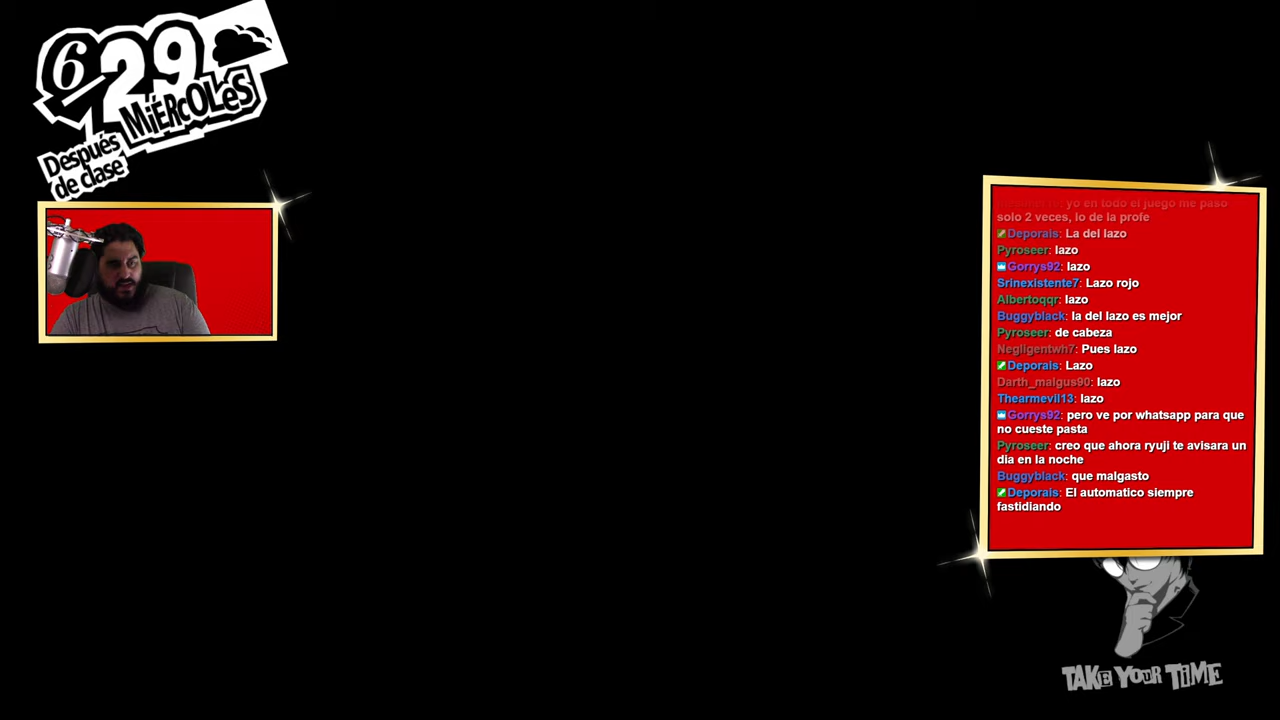 6/29
MiÉRcOLeS
Después
de clase
yo en todo el juego me paso
solo 2 veces, lo de la profe
Deporais: La del lazo
Pyroseer: lazo
Gorrys92: lazo
Srinexistente7: Lazo rojo
Albertoqqr: lazo
Buggyblack: la del lazo es mejor
Pyroseer: de cabeza
Negligentwh7: Pues lazo
Deporais: Lazo
Darth_malgus90: lazo
Thearmevil13: lazo
Gorrys92: pero ve por whatsapp para que
no cueste pasta
Pyroseer: creo que ahora ryuji te avisara un
dia en la noche
Buggyblack: que malgasto
Deporais: El automatico siempre
fastidiando
TAKe YOUR TiME